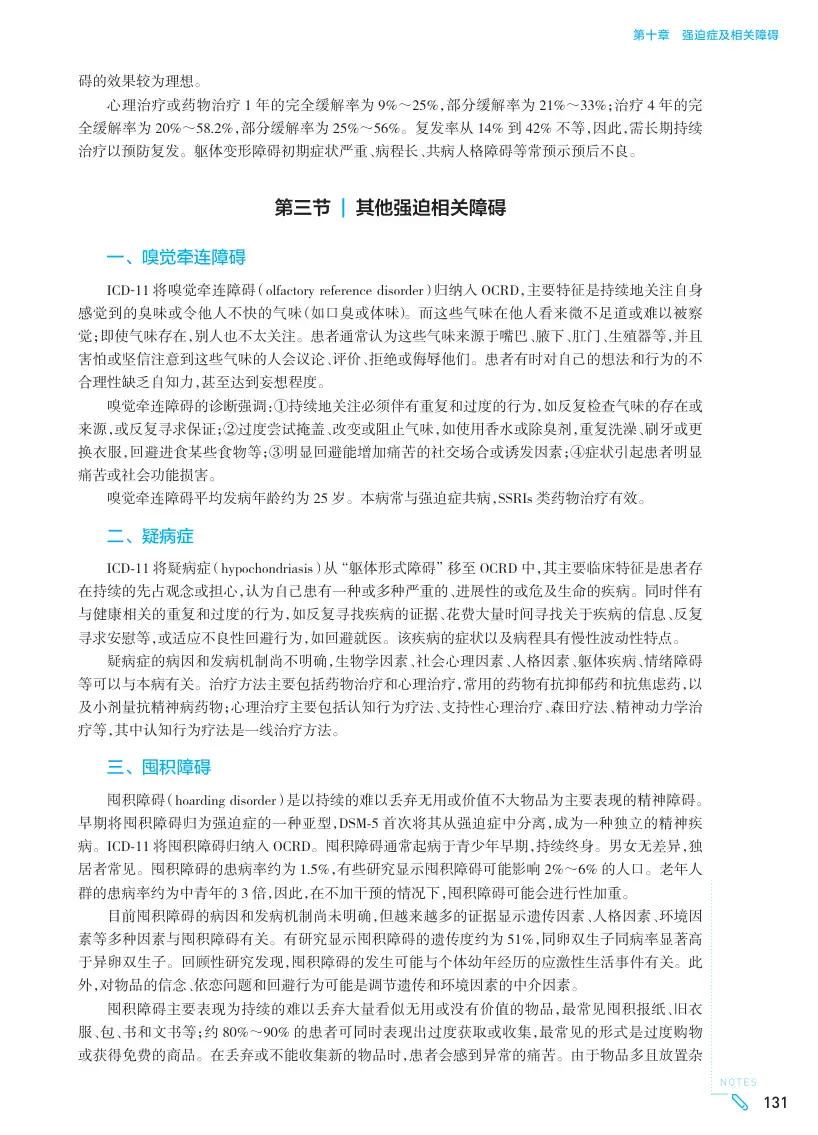 第十章 强迫症及相关障碍
碍的效果较为理想。
心理治疗或药物治疗 1 年的完全缓解率为 9%～25%,部分缓解率为 21%～33%;治疗 4 年的完
全缓解率为 20%～58.2%,部分缓解率为 25%～56%。复发率从 14% 到 42% 不等,因此,需长期持续
治疗以预防复发。躯体变形障碍初期症状严重、病程长、共病人格障碍等常预示预后不良。
第三节 | 其他强迫相关障碍
一、嗅觉牵连障碍
ICD-11 将嗅觉牵连障碍(olfactory reference disorder)归纳入 OCRD,主要特征是持续地关注自身
感觉到的臭味或令他人不快的气味(如口臭或体味)。而这些气味在他人看来微不足道或难以被察
觉;即使气味存在,别人也不太关注。患者通常认为这些气味来源于嘴巴、腋下、肛门、生殖器等,并且
害怕或坚信注意到这些气味的人会议论、评价、拒绝或侮辱他们。患者有时对自己的想法和行为的不
合理性缺乏自知力,甚至达到妄想程度。
嗅觉牵连障碍的诊断强调:①持续地关注必须伴有重复和过度的行为,如反复检查气味的存在或
来源,或反复寻求保证;②过度尝试掩盖、改变或阻止气味,如使用香水或除臭剂,重复洗澡、刷牙或更
换衣服,回避进食某些食物等;③明显回避能增加痛苦的社交场合或诱发因素;④症状引起患者明显
痛苦或社会功能损害。
嗅觉牵连障碍平均发病年龄约为 25 岁。本病常与强迫症共病,SSRIs 类药物治疗有效。
二、疑病症
ICD-11 将疑病症(hypochondriasis)从“躯体形式障碍”移至 OCRD 中,其主要临床特征是患者存
在持续的先占观念或担心,认为自己患有一种或多种严重的、进展性的或危及生命的疾病。同时伴有
与健康相关的重复和过度的行为,如反复寻找疾病的证据、花费大量时间寻找关于疾病的信息、反复
寻求安慰等,或适应不良性回避行为,如回避就医。该疾病的症状以及病程具有慢性波动性特点。
疑病症的病因和发病机制尚不明确,生物学因素、社会心理因素、人格因素、躯体疾病、情绪障碍
等可以与本病有关。治疗方法主要包括药物治疗和心理治疗,常用的药物有抗抑郁药和抗焦虑药,以
及小剂量抗精神病药物;心理治疗主要包括认知行为疗法、支持性心理治疗、森田疗法、精神动力学治
疗等,其中认知行为疗法是一线治疗方法。
三、囤积障碍
囤积障碍(hoarding disorder)是以持续的难以丢弃无用或价值不大物品为主要表现的精神障碍。
早期将囤积障碍归为强迫症的一种亚型,DSM-5 首次将其从强迫症中分离,成为一种独立的精神疾
病。ICD-11 将囤积障碍归纳入 OCRD。囤积障碍通常起病于青少年早期,持续终身。男女无差异,独
居者常见。囤积障碍的患病率约为 1.5%,有些研究显示囤积障碍可能影响 2%～6% 的人口。老年人
群的患病率约为中青年的 3 倍,因此,在不加干预的情况下,囤积障碍可能会进行性加重。
目前囤积障碍的病因和发病机制尚未明确,但越来越多的证据显示遗传因素、人格因素、环境因
素等多种因素与囤积障碍有关。有研究显示囤积障碍的遗传度约为 51%,同卵双生子同病率显著高
于异卵双生子。回顾性研究发现,囤积障碍的发生可能与个体幼年经历的应激性生活事件有关。此
外,对物品的信念、依恋问题和回避行为可能是调节遗传和环境因素的中介因素。
囤积障碍主要表现为持续的难以丢弃大量看似无用或没有价值的物品,最常见囤积报纸、旧衣
服、包、书和文书等;约 80%～90% 的患者可同时表现出过度获取或收集,最常见的形式是过度购物
或获得免费的商品。在丢弃或不能收集新的物品时,患者会感到异常的痛苦。由于物品多且放置杂
NOTES
131